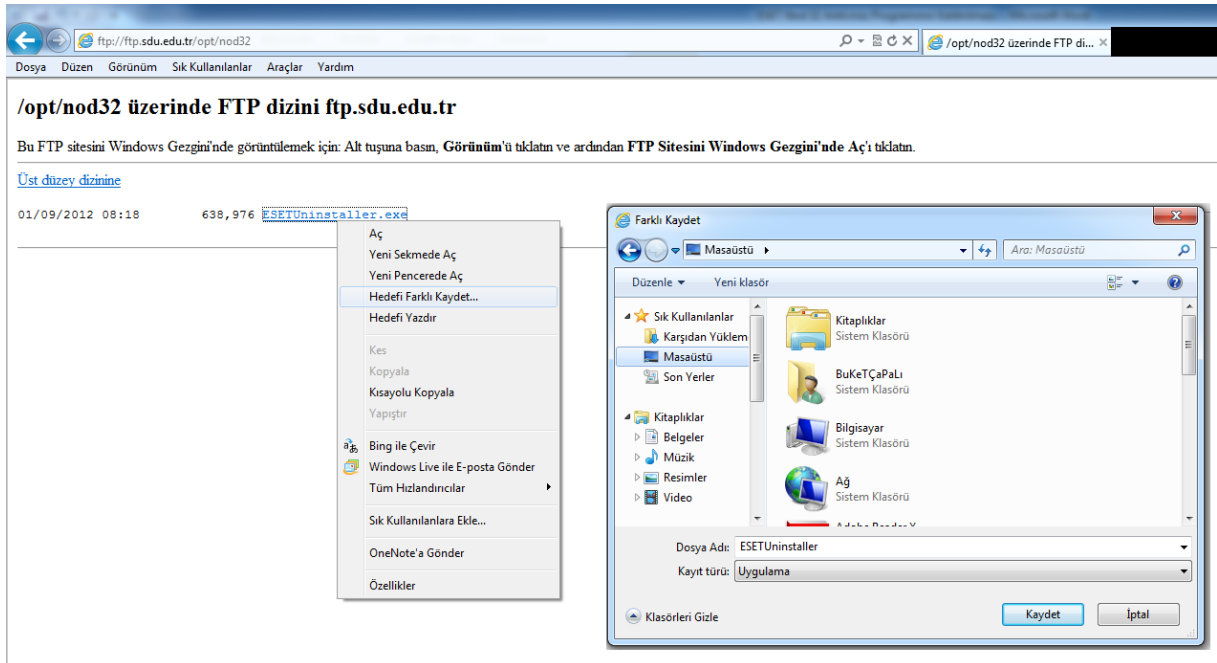 ftp://ftp.sdu.edu.tr/opt/nod32
/opt/nod32 üzerinde FTP di...
Dosya Düzen Görünüm Sık Kullanılanlar Araçlar Yardım
/opt/nod32 üzerinde FTP dizini ftp.sdu.edu.tr
Bu FTP sitesini Windows Gezgini'nde görüntülemek için: Alt tuşuna basın, Görünüm'ü tıklatın ve ardından FTP Sitesini Windows Gezgini'nde Aç'ı tıklatın.
Üst düzey dizinine
01/09/2012 08:18 638,976 ESETUninstaller.exe
Aç
Yeni Sekmede Aç
Yeni Pencerede Aç
Hedefi Farklı Kaydet...
Hedefi Yazdır
Kes
Kopyala
Kısayolu Kopyala
Yapıştır
Bing ile Çevir
Windows Live ile E-posta Gönder
Tüm Hızlandırıcılar
Sık Kullanılanlara Ekle...
OneNote'a Gönder
Özellikler
Farklı Kaydet
Masaüstü
Ara: Masaüstü
Düzenle Yeni klasör
Sık Kullanılanlar
Karşıdan Yüklem
Masaüstü
Son Yerler
Kitaplıklar
Belgeler
Müzik
Resimler
Video
Kitaplıklar
Sistem Klasörü
BuKeTÇaPaLı
Sistem Klasörü
Bilgisayar
Sistem Klasörü
Ağ
Sistem Klasörü
Dosya Adı: ESETUninstaller
Kayıt türü: Uygulama
Klasörleri Gizle
Kaydet
İptal